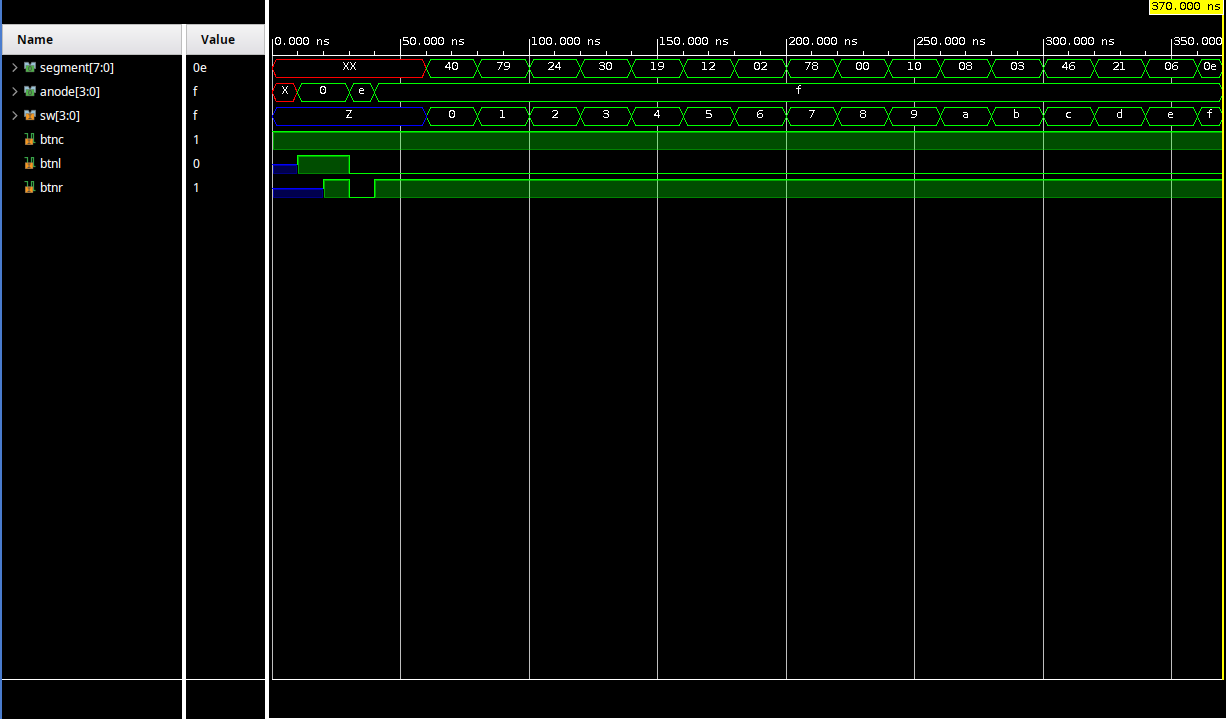 370.000 ns
Name Value
0.000 ns 50.000 ns 100.000 ns 150.000 ns 200.000 ns 250.000 ns 300.000 ns 350.000
segment[7:0] 0e XX 40 79 24 30 19 12 02 78 00 10 08 03 46 21 06 0e
anode[3:0] f X 0 e f
sw[3:0] f Z 0 1 2 3 4 5 6 7 8 9 a b c d e f
btnc 1
btnl 0
btnr 1